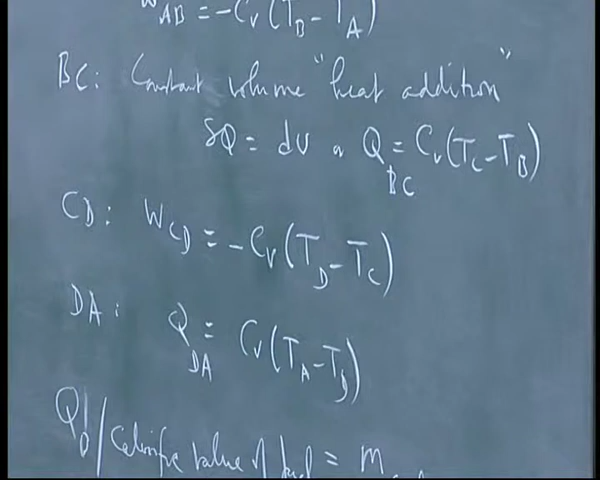 W_AB = -C_v(T_B - T_A)
BC: Constant volume "heat addition"
δQ = dU or Q_BC = C_v(T_C - T_B)
CD: W_CD = -C_v(T_D - T_C)
DA: Q_DA = C_v(T_A - T_D)
/ Calorific value of fuel = m